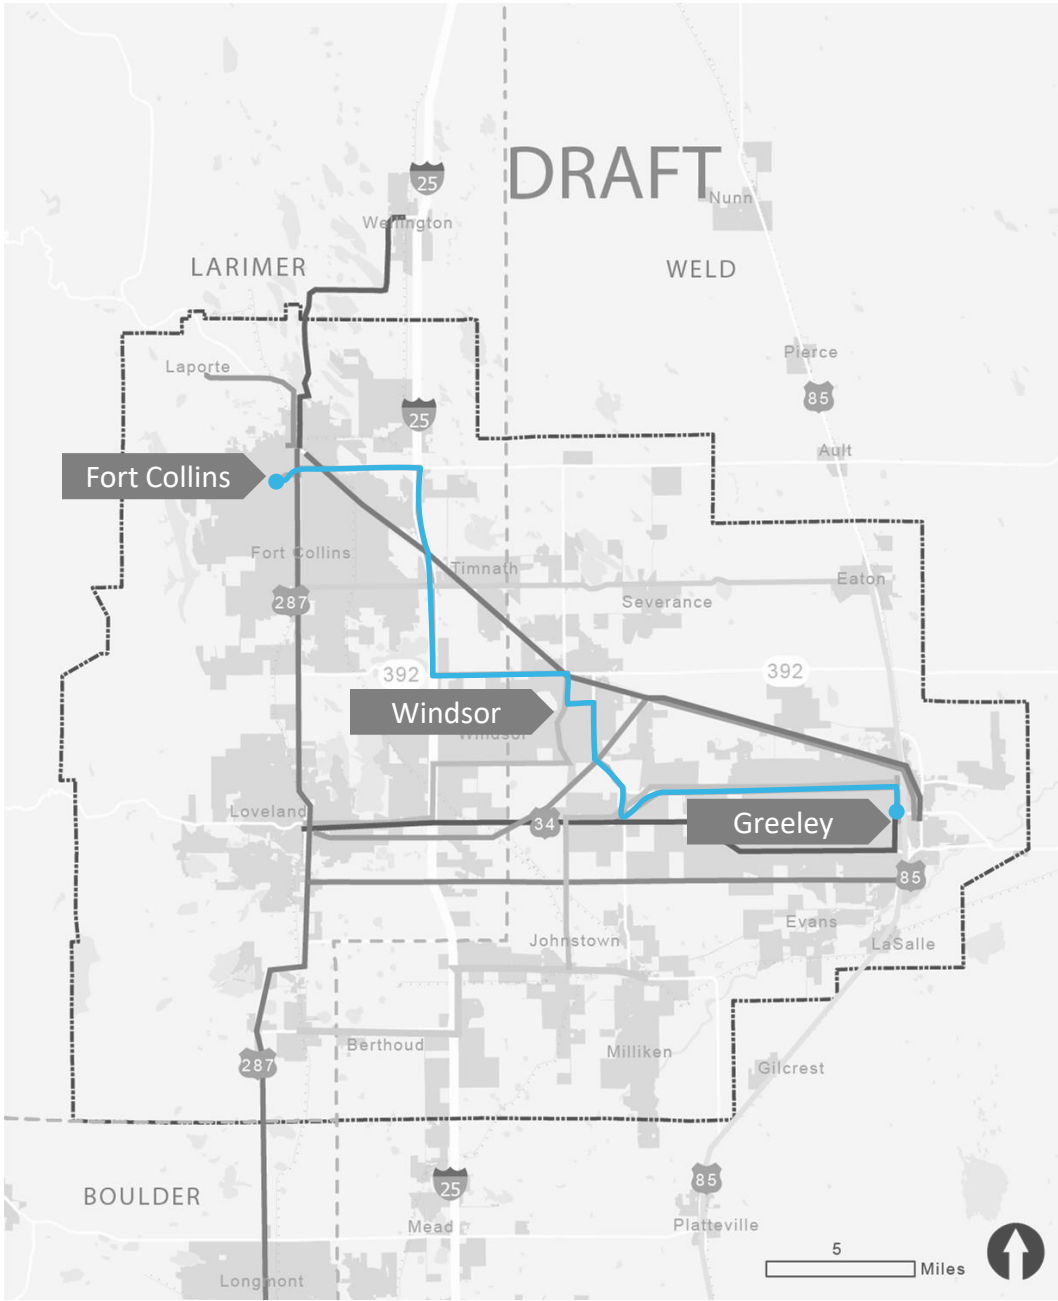 25
DRAFT
Nunn
Wellington
LARIMER
WELD
Pierce
Laporte
85
25
Ault
Fort Collins
Fort Collins
Timnath
Eaton
287
Severance
392
392
Windsor
Windsor
Loveland
34
Greeley
85
Evans
Johnstown
LaSalle
Berthoud
Milliken
287
Gilcrest
25
85
BOULDER
Mead
Platteville
5
Miles
Longmont